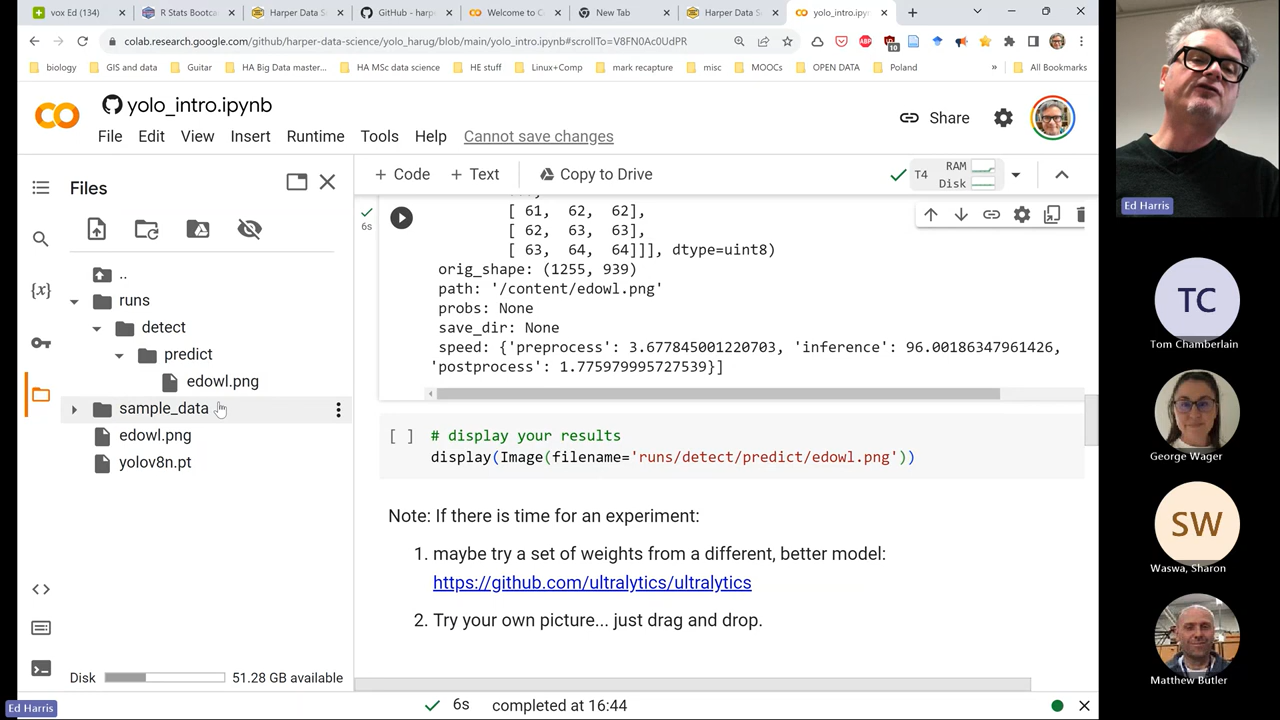 vox Ed (134)
R Stats Bootca
Harper Data S
GitHub - harp
Welcome to C
New Tab
Harper Data S
yolo_intro.ipyn
colab.research.google.com/github/harper-data-science/yolo_harug/blob/main/yolo_intro.ipynb#scrollTo=V8FN0Ac0UdPR
ABP
10
biology
GIS and data
Guitar
HA Big Data master...
HA MSc data science
HE stuff
Linux+Comp
mark recapture
misc
MOOCs
OPEN DATA
Poland
»
All Bookmarks
yolo_intro.ipynb
File Edit View Insert Runtime Tools Help Cannot save changes
Share
Files
+ Code + Text
Copy to Drive
T4
RAM
Disk
..
runs
detect
predict
edowl.png
sample_data
edowl.png
yolov8n.pt
{x}
6s
[ 61, 62, 62],
[ 62, 63, 63],
[ 63, 64, 64]]], dtype=uint8)
orig_shape: (1255, 939)
path: '/content/edowl.png'
probs: None
save_dir: None
speed: {'preprocess': 3.677845001220703, 'inference': 96.00186347961426,
'postprocess': 1.775979995727539}]
[ ] # display your results
display(Image(filename='runs/detect/predict/edowl.png'))
Note: If there is time for an experiment:
1. maybe try a set of weights from a different, better model:
https://github.com/ultralytics/ultralytics
2. Try your own picture... just drag and drop.
Disk
51.28 GB available
6s completed at 16:44
Ed Harris
Ed Harris
TC
Tom Chamberlain
George Wager
SW
Waswa, Sharon
Matthew Butler